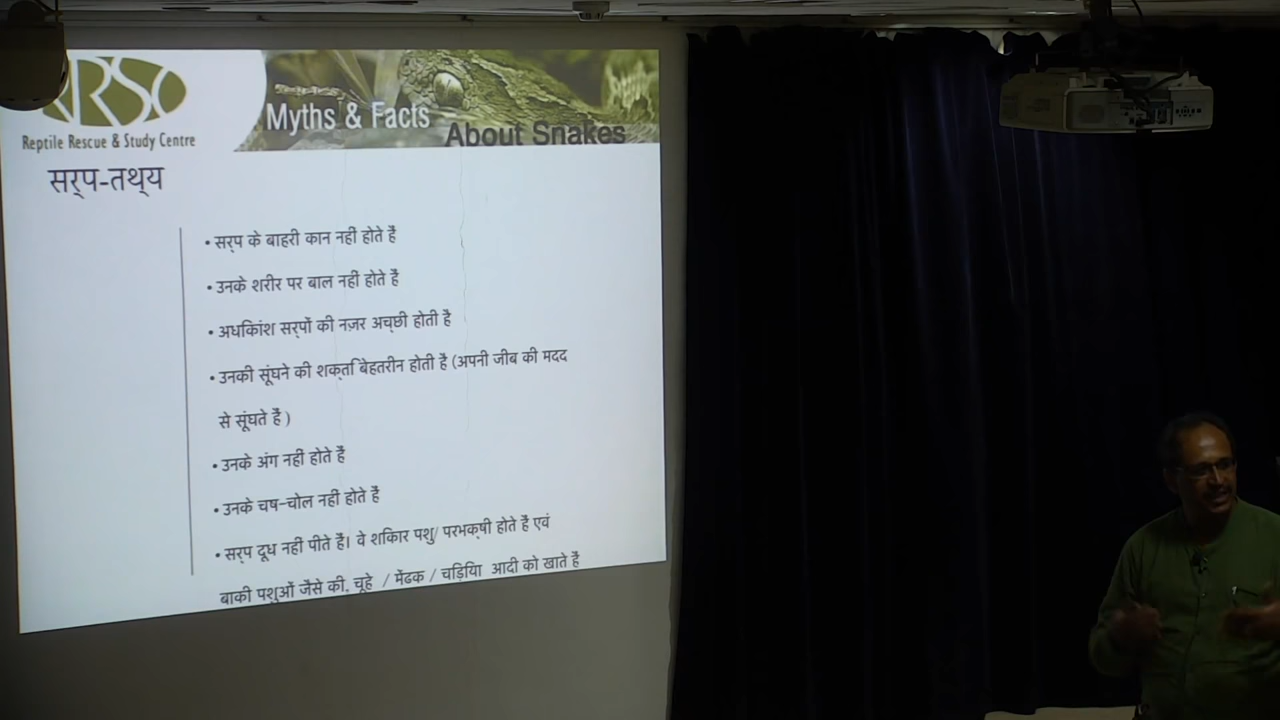 RRSC
Reptile Rescue & Study Centre
Myths & Facts
About Snakes
सर्‌प-तथ्‌य
• सर्‌प के बाहरी कान नहीं होते हैं
• उनके शरीर पर बाल नहीं होते हैं
• अधकिांश सर्‌पों की नज़र अच्‌छी होती है
• उनकी सूंघने की शक्‌ति बेहतरीन होती है (अपनी जीब की मदद
से सूंघते हैं )
• उनके अंग नहीं होते हैं
• उनके चष-चोल नहीं होते हैं
• सर्‌प दूध नहीं पीते हैं। वे शकिार पशु/ परभक्‌षी होते हैं एवं
बाकी पशुओं जैसे की, चूहे / मेंढक / चड़ियिा आदी को खाते हैं